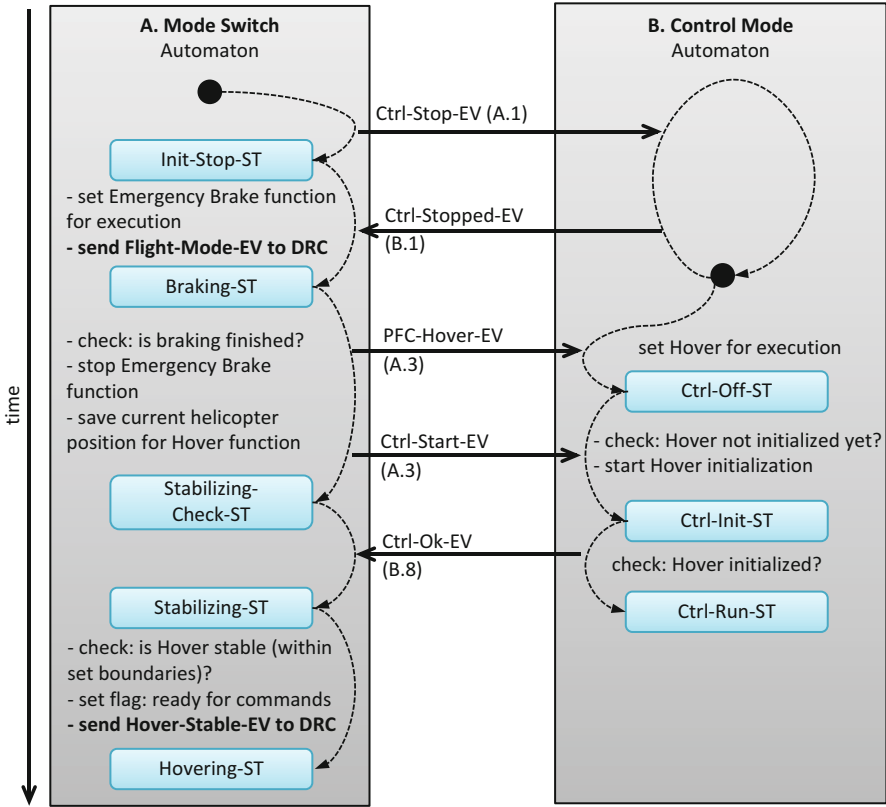 time
A. Mode Switch
Automaton
Init-Stop-ST
- set Emergency Brake function
for execution
- send Flight-Mode-EV to DRC
Braking-ST
- check: is braking finished?
- stop Emergency Brake
function
- save current helicopter
position for Hover function
Stabilizing-
Check-ST
Stabilizing-ST
- check: is Hover stable (within
set boundaries)?
- set flag: ready for commands
- send Hover-Stable-EV to DRC
Hovering-ST
Ctrl-Stop-EV (A.1)
Ctrl-Stopped-EV
(B.1)
PFC-Hover-EV
(A.3)
Ctrl-Start-EV
(A.3)
Ctrl-Ok-EV
(B.8)
B. Control Mode
Automaton
set Hover for execution
Ctrl-Off-ST
- check: Hover not initialized yet?
- start Hover initialization
Ctrl-Init-ST
check: Hover initialized?
Ctrl-Run-ST